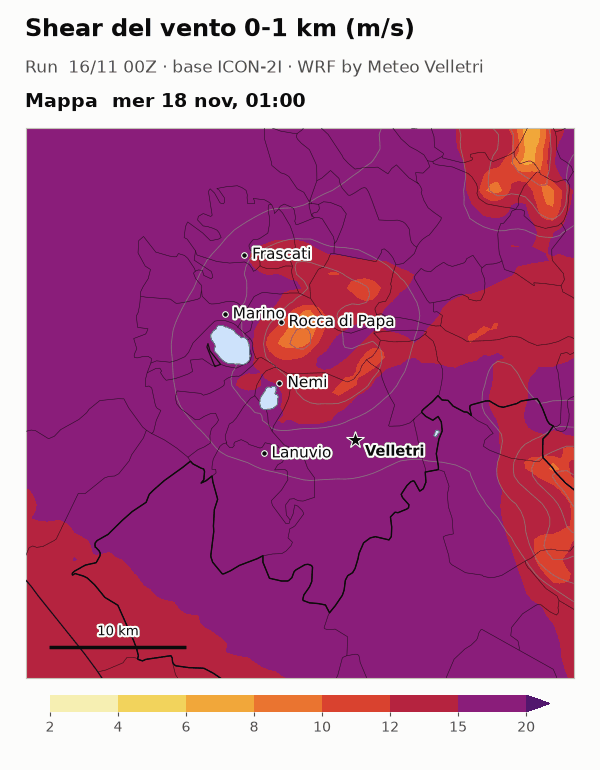 Shear del vento 0-1 km (m/s)
Run 16/11 00Z · base ICON-2I · WRF by Meteo Velletri
Mappa mer 18 nov, 01:00
Frascati
Marino
Rocca di Papa
Nemi
Velletri
Lanuvio
10 km
2 4 6 8 10 12 15 20